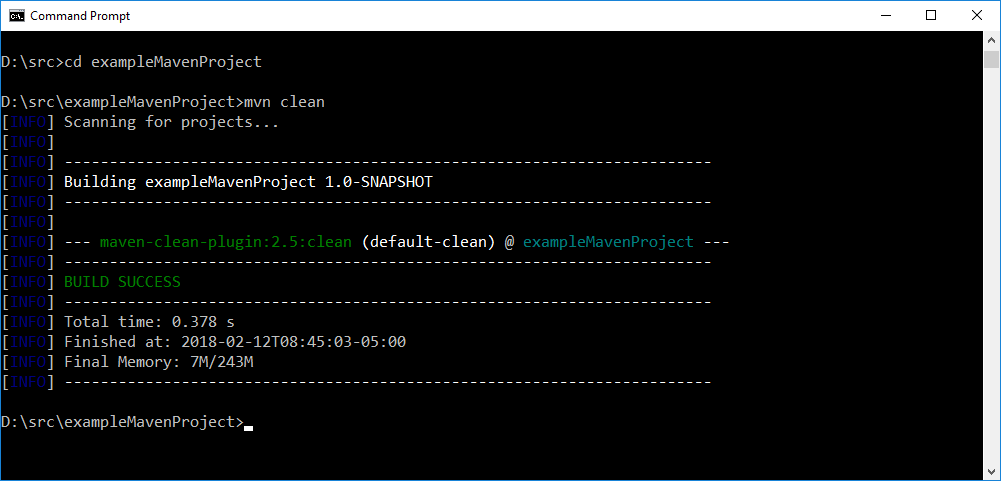 Command Prompt
D:\src>cd exampleMavenProject
D:\src\exampleMavenProject>mvn clean
[INFO] Scanning for projects...
[INFO]
[INFO] ------------------------------------------------------------------------
[INFO] Building exampleMavenProject 1.0-SNAPSHOT
[INFO] ------------------------------------------------------------------------
[INFO]
[INFO] --- maven-clean-plugin:2.5:clean (default-clean) @ exampleMavenProject ---
[INFO] ------------------------------------------------------------------------
[INFO] BUILD SUCCESS
[INFO] ------------------------------------------------------------------------
[INFO] Total time: 0.378 s
[INFO] Finished at: 2018-02-12T08:45:03-05:00
[INFO] Final Memory: 7M/243M
[INFO] ------------------------------------------------------------------------
D:\src\exampleMavenProject>